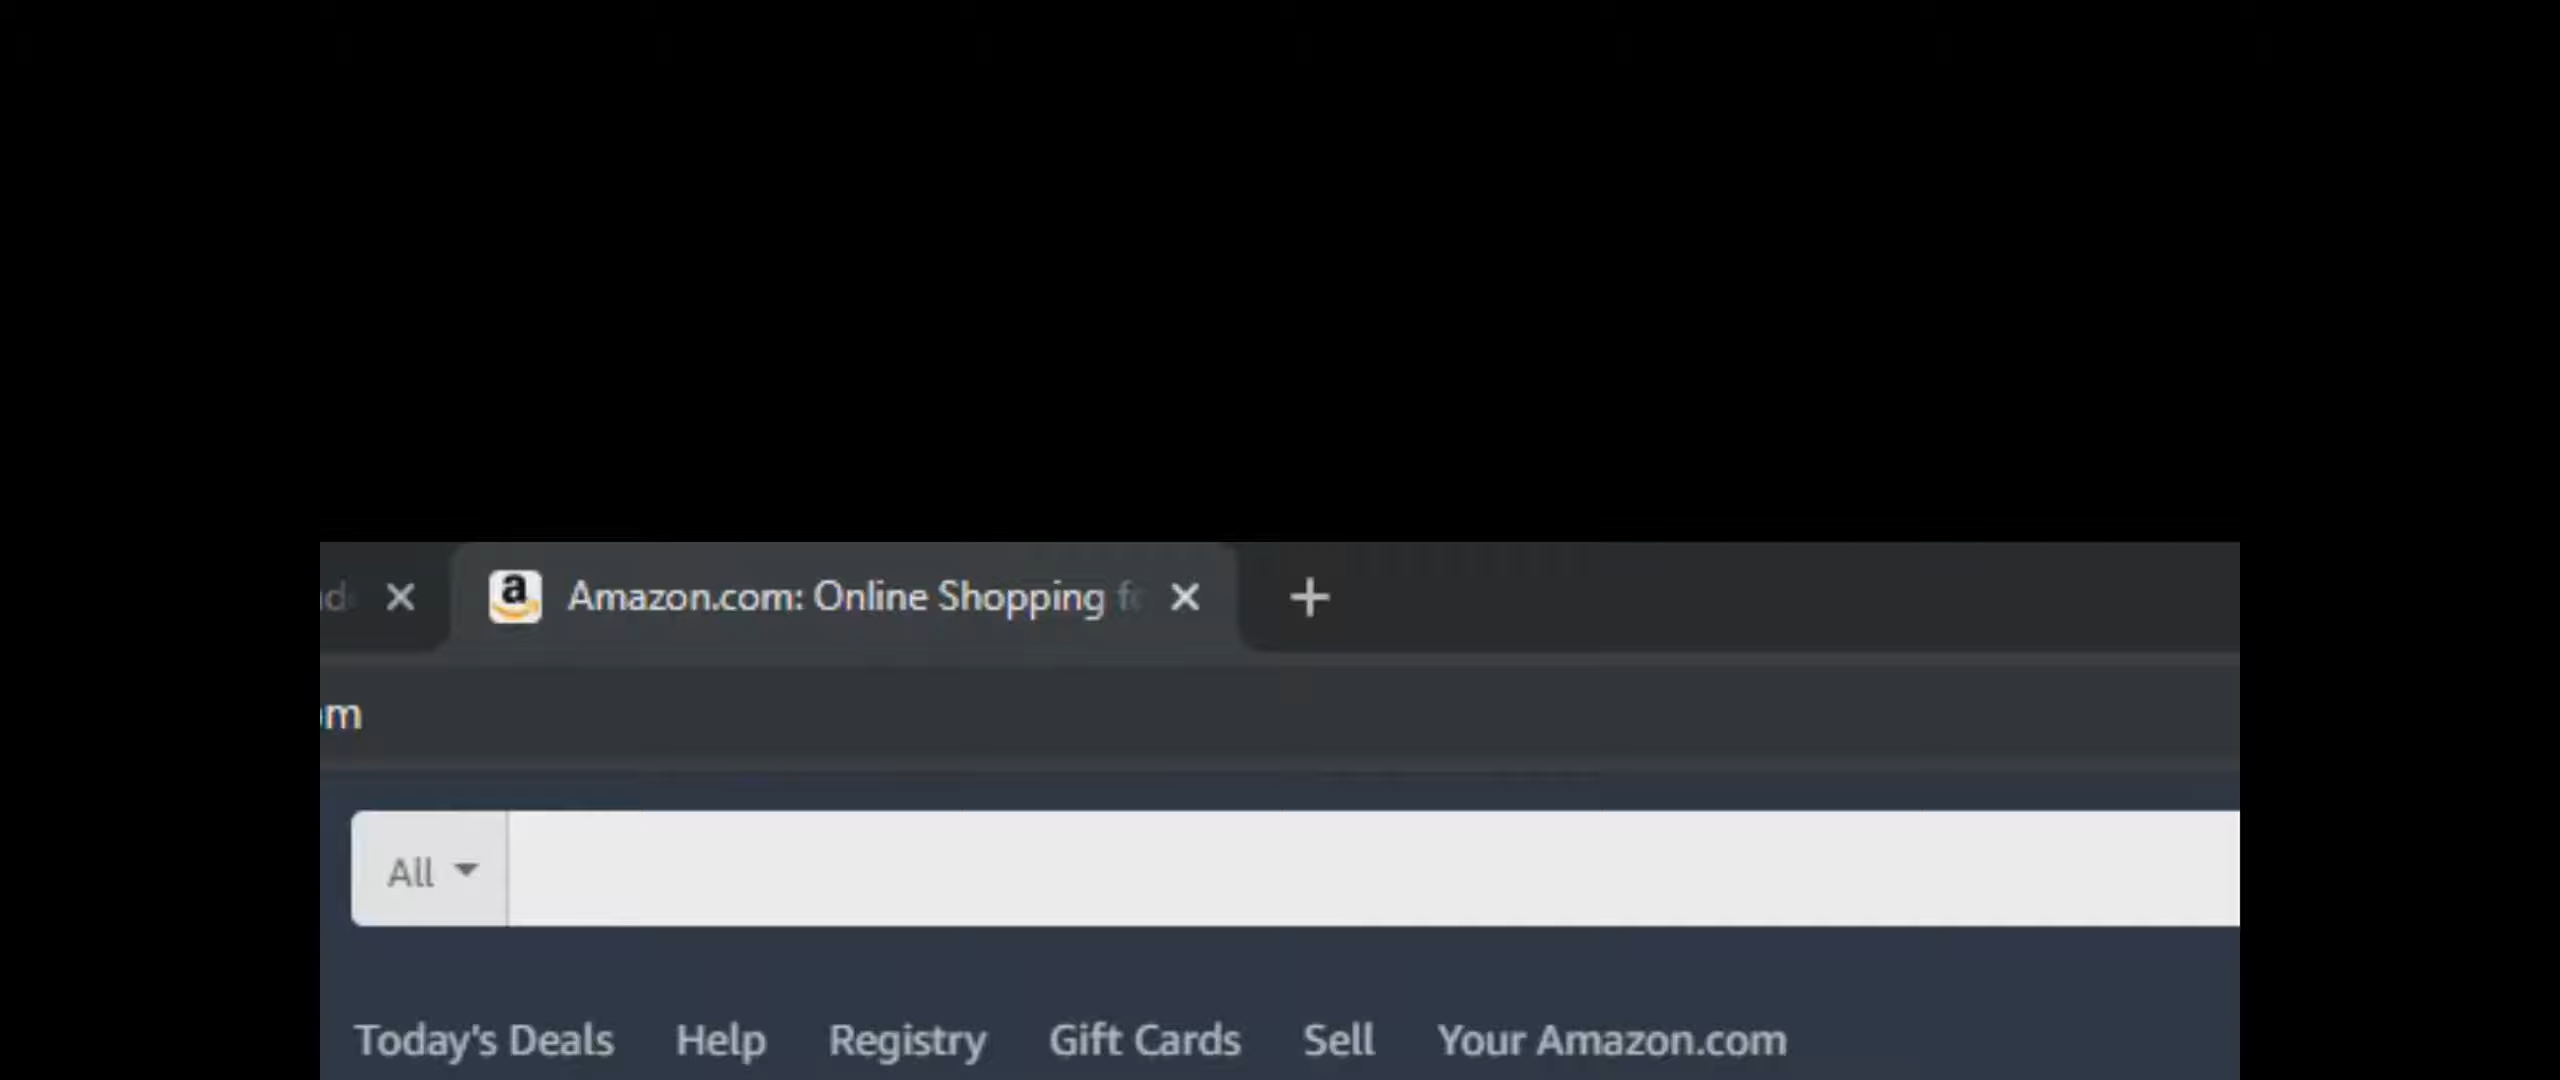 Amazon.com: Online Shopping
All
Today's Deals Help Registry Gift Cards Sell Your Amazon.com